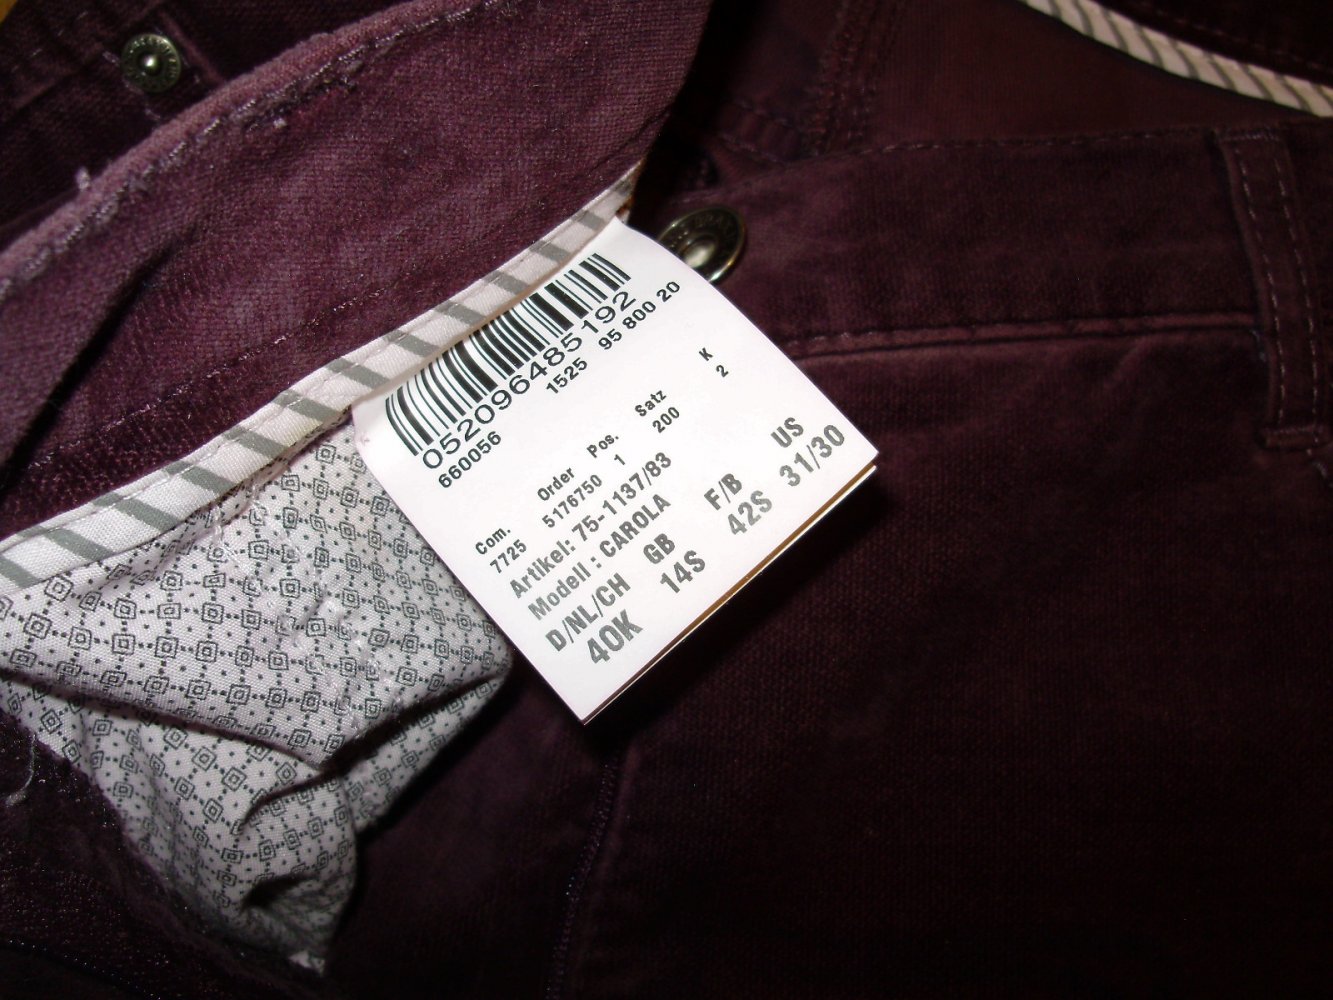 052096485192
660056 1525 95 800 20
Com. Order Pos. Satz K
7725 5176750 1 200 2
Artikel: 75-1137/83
Modell : CAROLA
D/NL/CH GB F/B US
40K 14S 42S 31/30